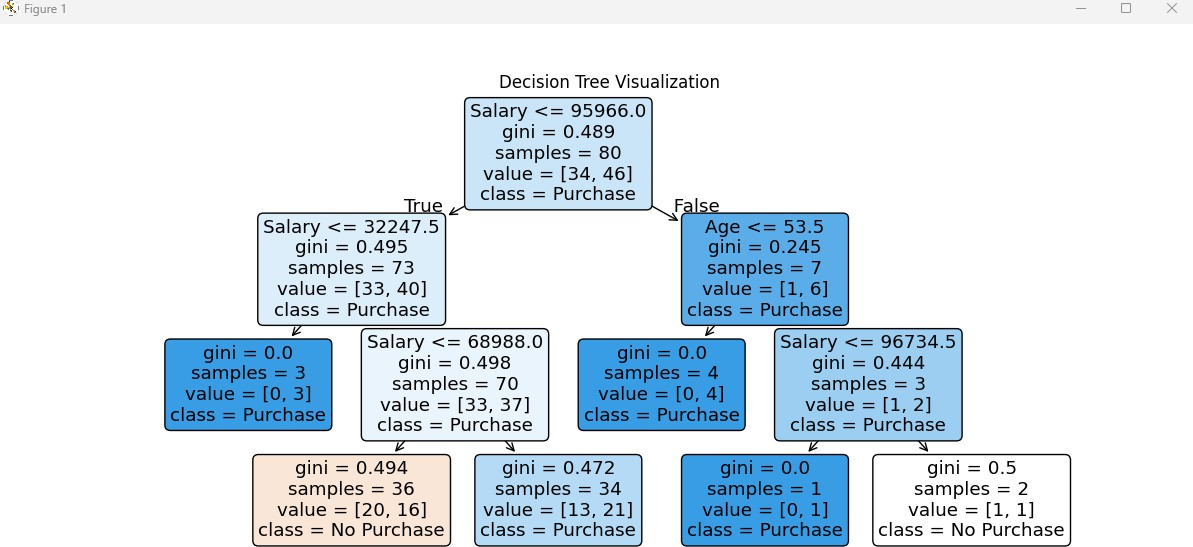 Figure 1
Decision Tree Visualization
Salary <= 95966.0
gini = 0.489
samples = 80
value = [34, 46]
class = Purchase
True
False
Salary <= 32247.5
gini = 0.495
samples = 73
value = [33, 40]
class = Purchase
Age <= 53.5
gini = 0.245
samples = 7
value = [1, 6]
class = Purchase
gini = 0.0
samples = 3
value = [0, 3]
class = Purchase
Salary <= 68988.0
gini = 0.498
samples = 70
value = [33, 37]
class = Purchase
gini = 0.0
samples = 4
value = [0, 4]
class = Purchase
Salary <= 96734.5
gini = 0.444
samples = 3
value = [1, 2]
class = Purchase
gini = 0.494
samples = 36
value = [20, 16]
class = No Purchase
gini = 0.472
samples = 34
value = [13, 21]
class = Purchase
gini = 0.0
samples = 1
value = [0, 1]
class = Purchase
gini = 0.5
samples = 2
value = [1, 1]
class = No Purchase